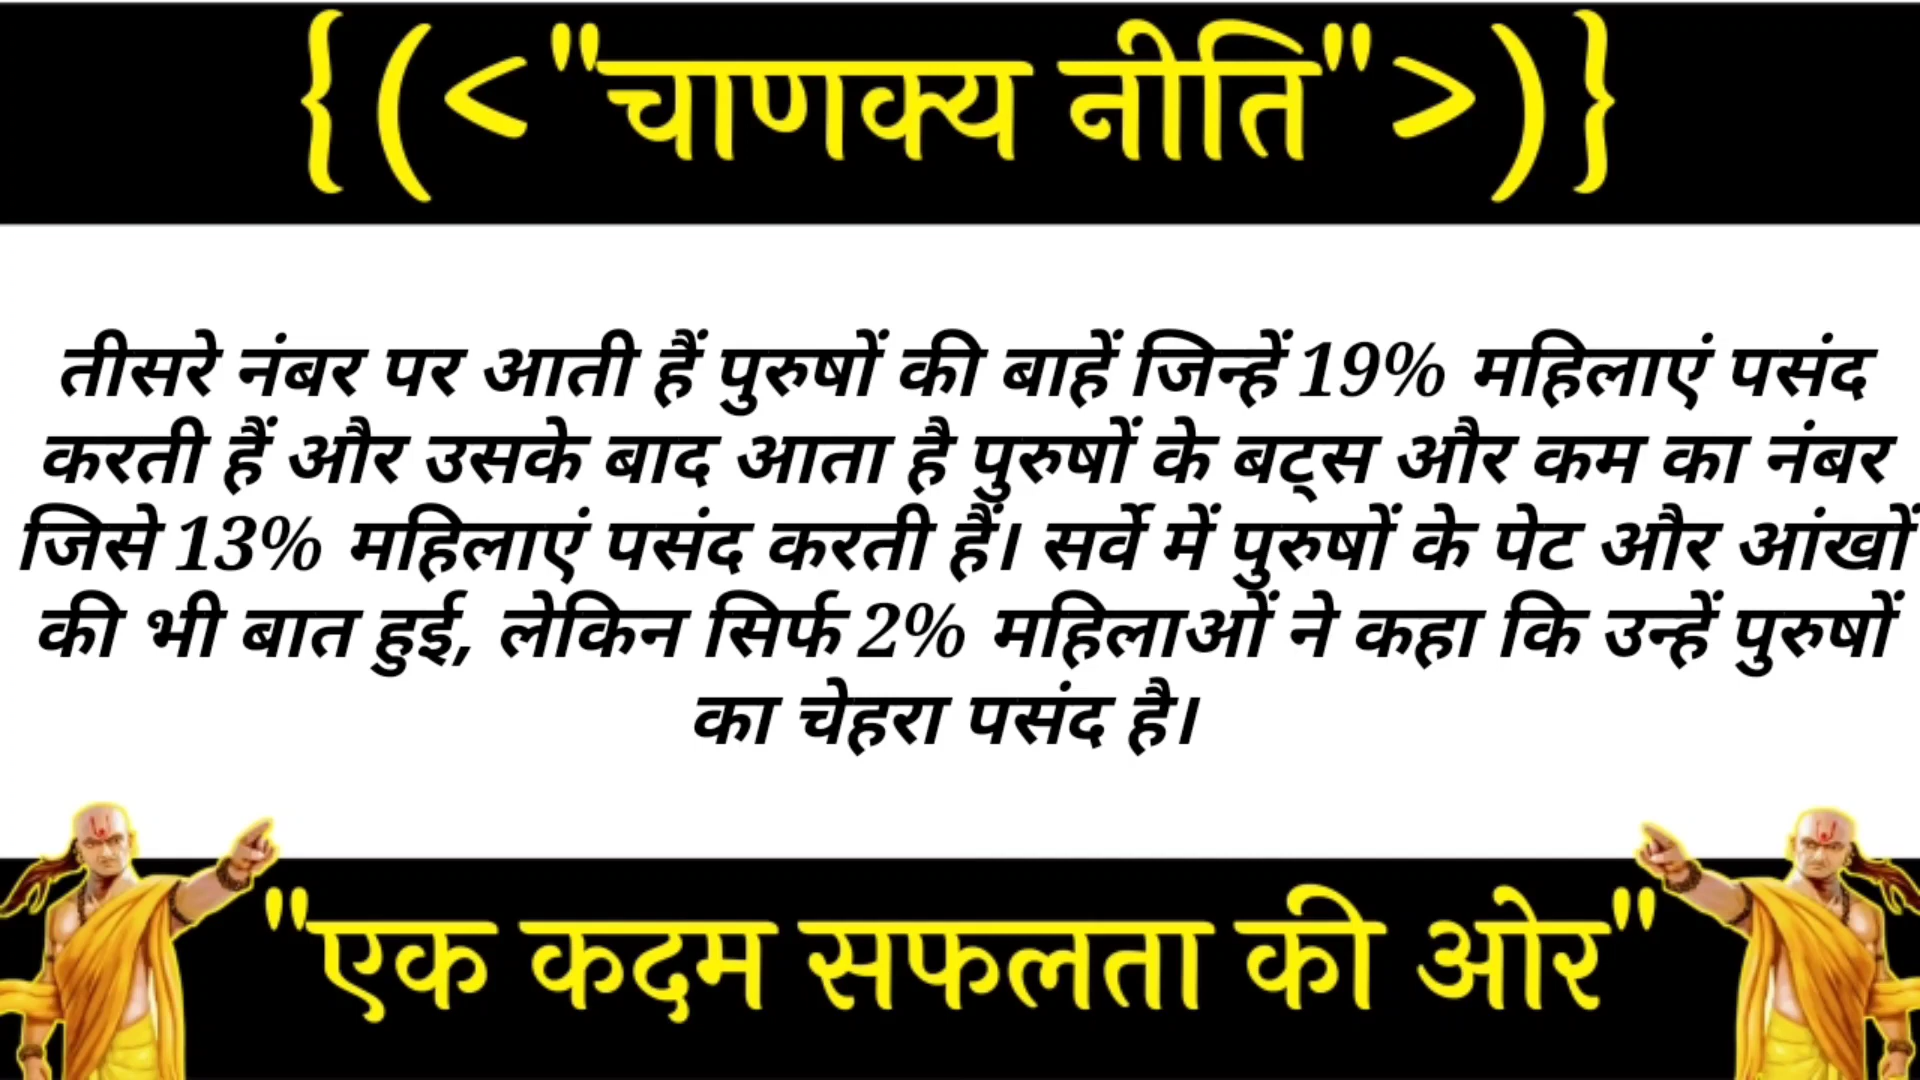 {(<"चाणक्य नीति">)}
तीसरे नंबर पर आती हैं पुरुषों की बाहें जिन्हें 19% महिलाएं पसंद
करती हैं और उसके बाद आता है पुरुषों के बट्स और कम का नंबर
जिसे 13% महिलाएं पसंद करती हैं। सर्वे में पुरुषों के पेट और आंखों
की भी बात हुई, लेकिन सिर्फ 2% महिलाओं ने कहा कि उन्हें पुरुषों
का चेहरा पसंद है।
"एक कदम सफलता की ओर"